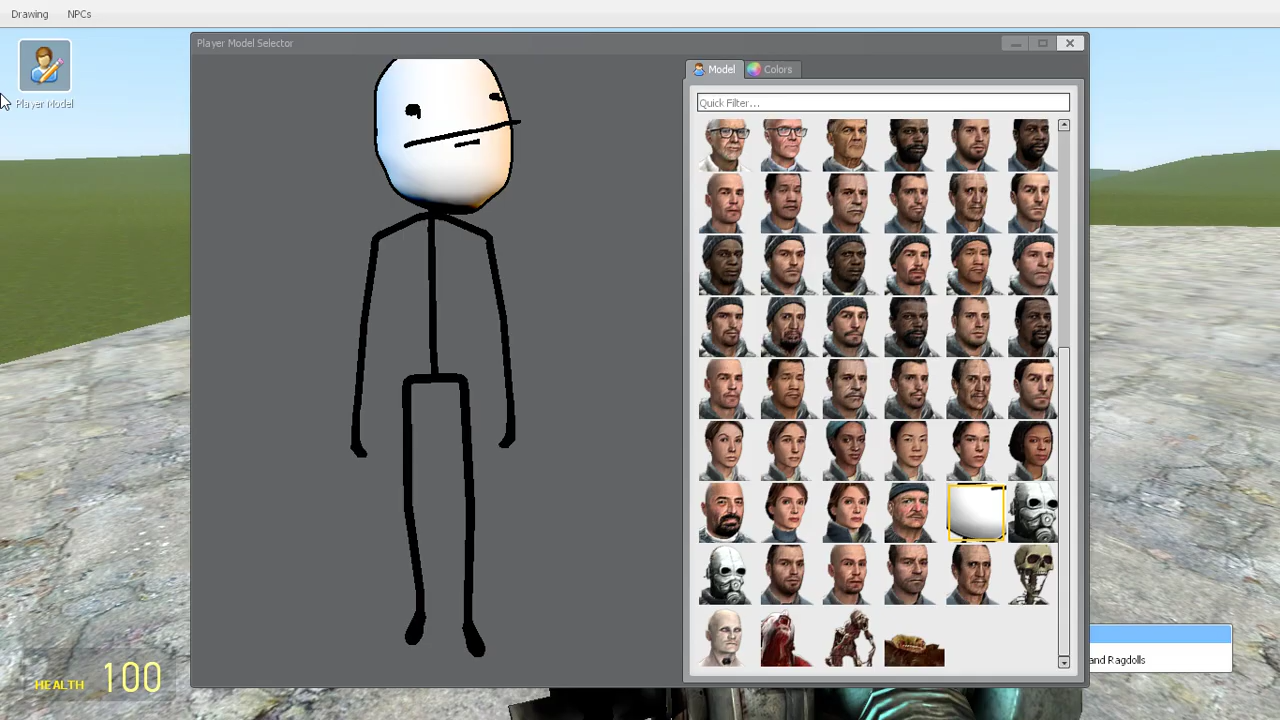 Drawing NPCs
Player Model Selector
Player Model
Model Colors
Quick Filter...
and Ragdolls
HEALTH 100